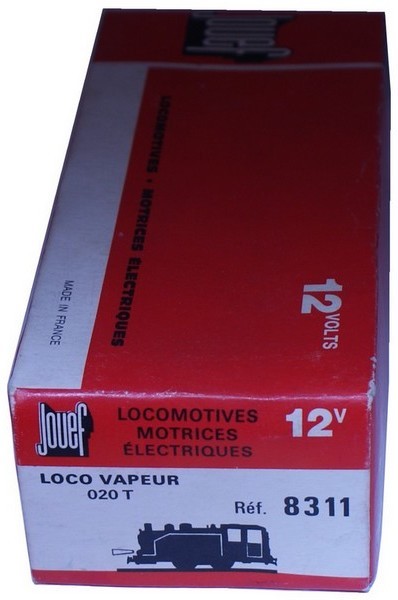 Jouef
LOCOMOTIVES • MOTRICES ÉLECTRIQUES
12 VOLTS
MADE IN FRANCE
Jouef
LOCOMOTIVES
MOTRICES
ÉLECTRIQUES
12V
LOCO VAPEUR
020 T
Réf. 8311